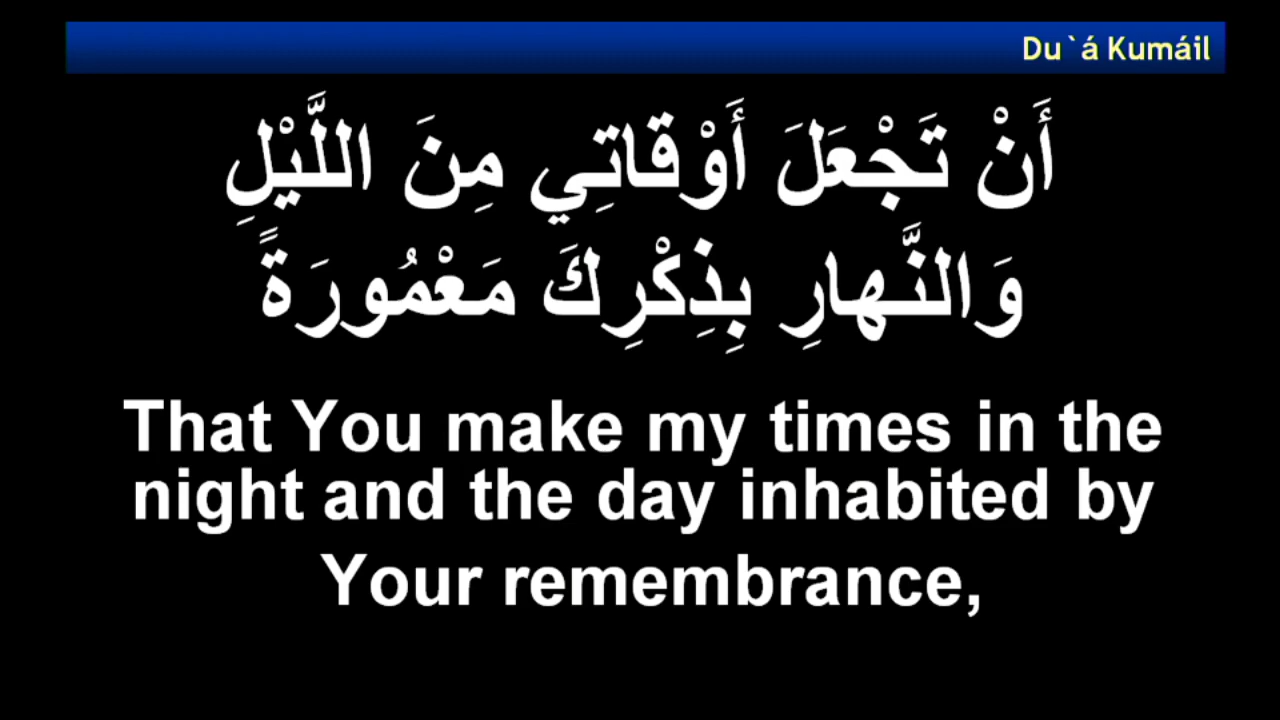 Du`á Kumáil
أَنْ تَجْعَلَ أَوْقَاتِي مِنَ اللَّيْلِ
وَالنَّهارِ بِذِكْرِكَ مَعْمُورَةً
That You make my times in the
night and the day inhabited by
Your remembrance,